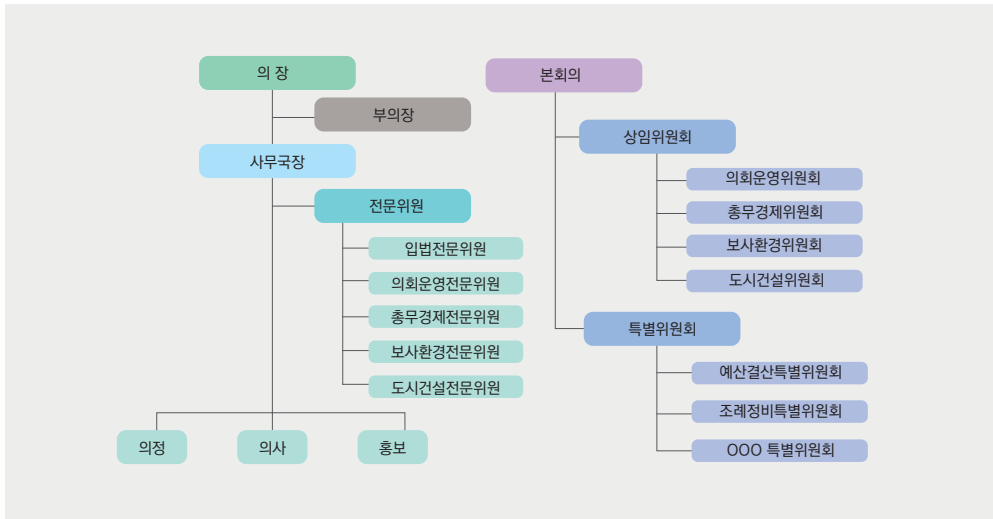 의 장
부의장
사무국장
전문위원
입법전문위원
의회운영전문위원
총무경제전문위원
보사환경전문위원
도시건설전문위원
의정
의사
홍보
본회의
상임위원회
의회운영위원회
총무경제위원회
보사환경위원회
도시건설위원회
특별위원회
예산결산특별위원회
조례정비특별위원회
OOO 특별위원회